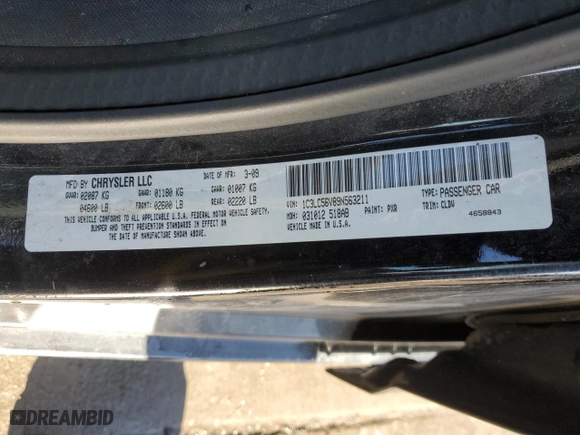 MFD BY CHRYSLER LLC DATE OF MFR 3-09
GVWR: 02087 KG GAWR: 01180 KG GAWR: 01007 KG
04600 LB FRONT: 02600 LB REAR: 02220 LB
THIS VEHICLE CONFORMS TO ALL APPLICABLE U.S.A. FEDERAL MOTOR VEHICLE SAFETY,
BUMPER AND THEFT PREVENTION STANDARDS IN EFFECT ON
THE DATE OF MANUFACTURE SHOWN ABOVE.
VIN: 1C3LC56V89N563211 TYPE: PASSENGER CAR
MDH: 031012 518AB PAINT: PXR TRIM: CLDV
MADE IN U.S.A. 4658843
DREAMBID